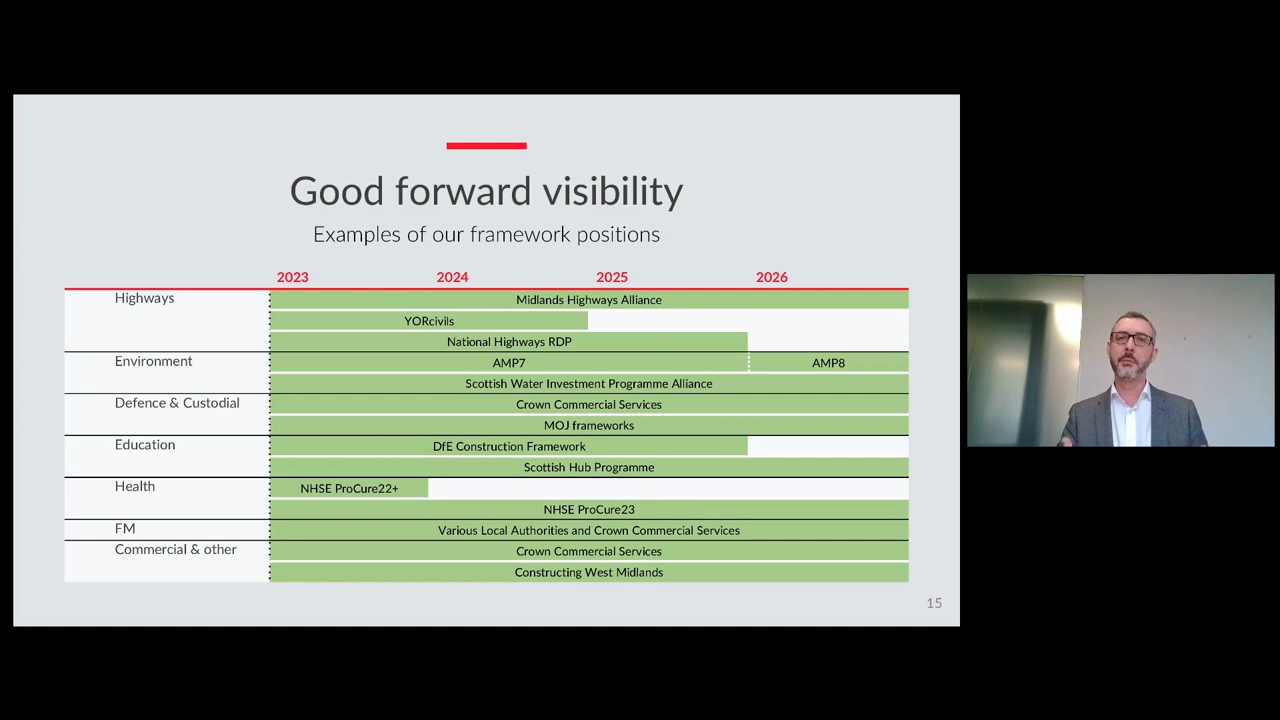 Good forward visibility
Examples of our framework positions
2023 2024 2025 2026
Highways Midlands Highways Alliance
YORcivils
National Highways RDP
Environment AMP7 AMP8
Scottish Water Investment Programme Alliance
Defence & Custodial Crown Commercial Services
MOJ frameworks
Education DfE Construction Framework
Scottish Hub Programme
Health NHSE ProCure22+
NHSE ProCure23
FM Various Local Authorities and Crown Commercial Services
Commercial & other Crown Commercial Services
Constructing West Midlands
15